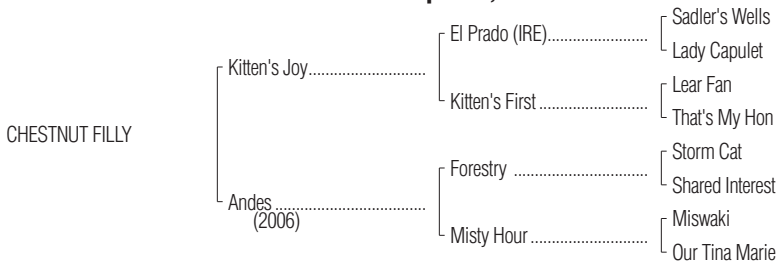 Sadler's Wells
El Prado (IRE)
Lady Capulet
Kitten's Joy
Lear Fan
Kitten's First
That's My Hon
CHESTNUT FILLY
Storm Cat
Forestry
Shared Interest
Andes
(2006)
Miswaki
Misty Hour
Our Tina Marie